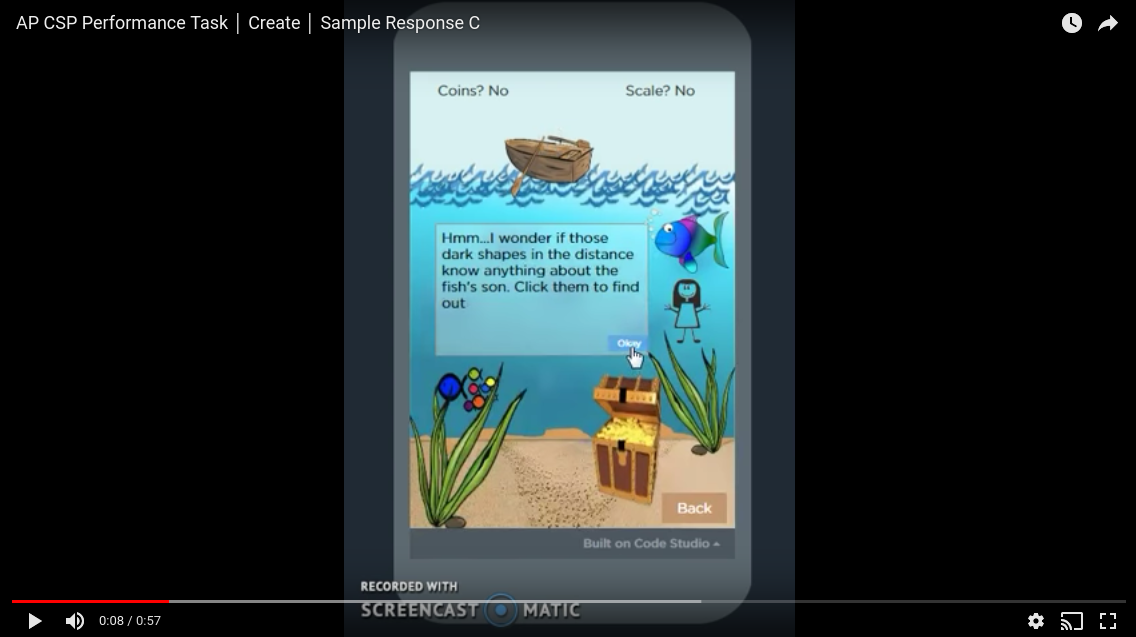 AP CSP Performance Task │ Create │ Sample Response C
Coins? No
Scale? No
Hmm...I wonder if those
dark shapes in the distance
know anything about the
fish's son. Click them to find
out
Okay
Back
Built on Code Studio
RECORDED WITH
SCREENCAST MATIC
0:08 / 0:57